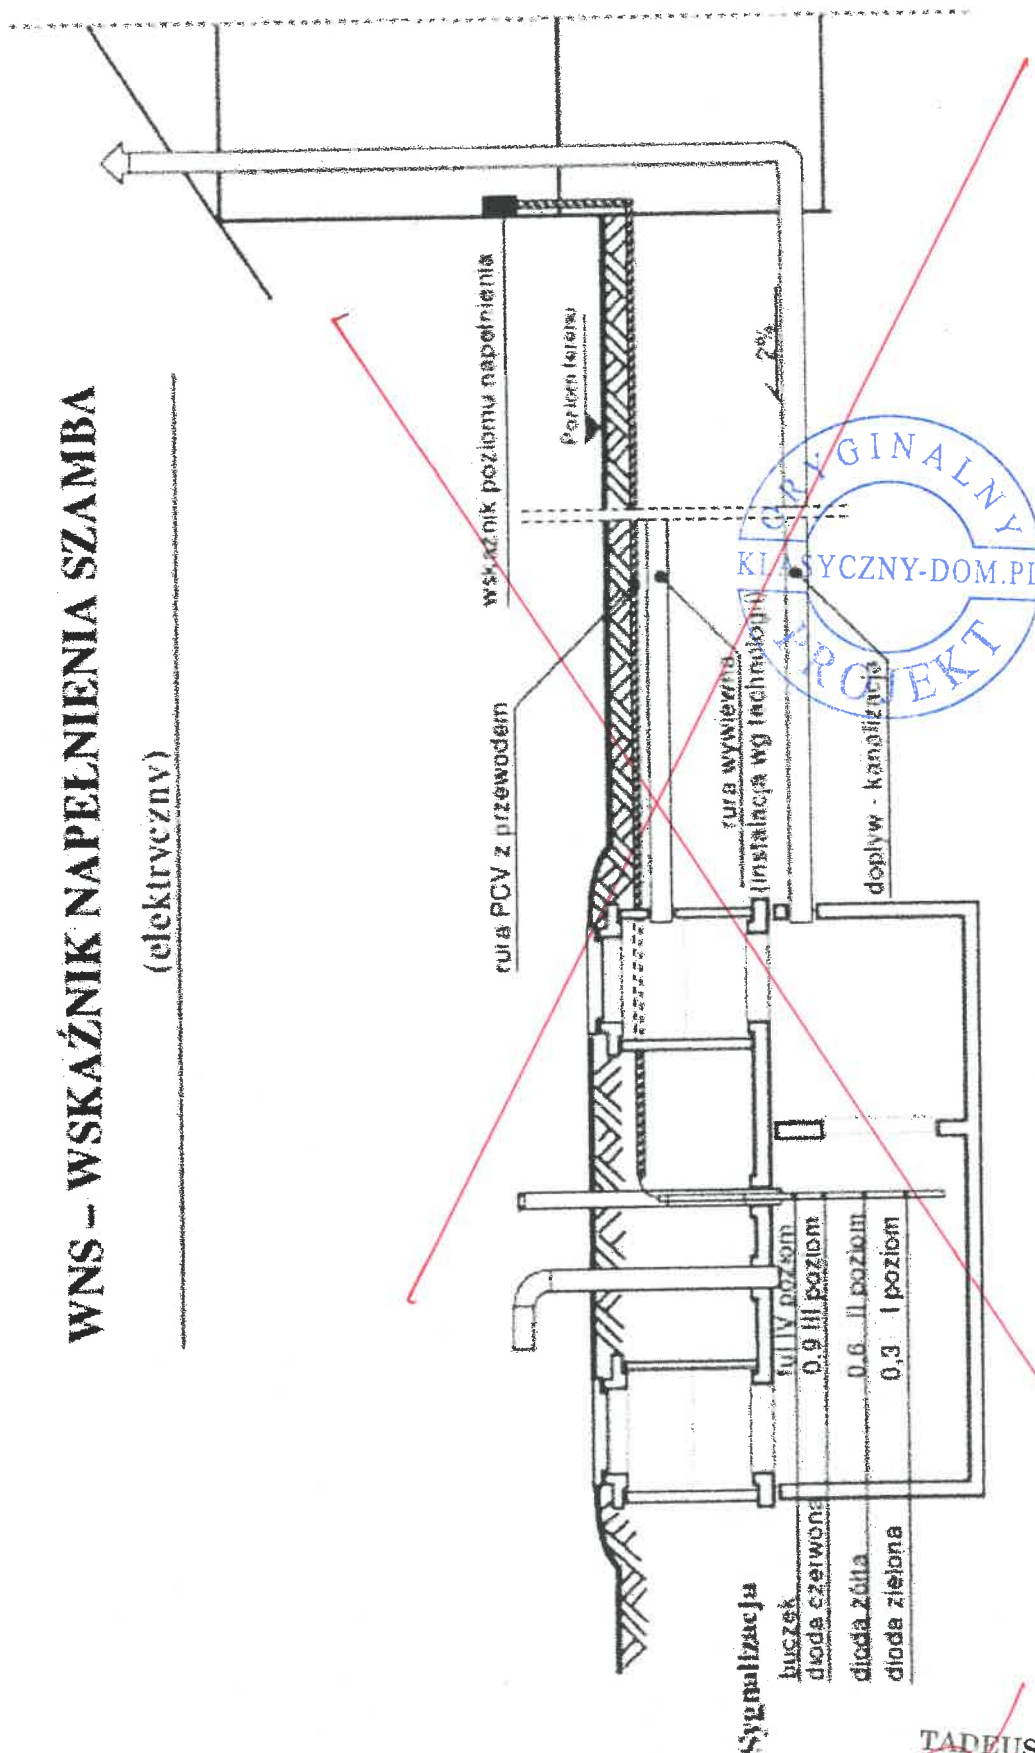 WNS – WSKAŹNIK NAPEŁNIENIA SZAMBA
(elektryczny)
wskaźnik poziomu napełnienia
Poziom terenu
rura PCV z przewodem
2%
rura wywiewna
(instalacja wg technologii)
dopływ - kanalizacja
ORYGINALNY
KLASYCZNY-DOM.PL
PROJEKT
Sygnalizacja
buczek full IV poziom
dioda czerwona 0,9 III poziom
dioda żółta 0,6 II poziom
dioda zielona 0,3 I poziom
TADEUS